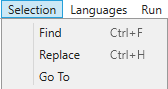 Selection Languages Run
Find Ctrl+F
Replace Ctrl+H
Go To